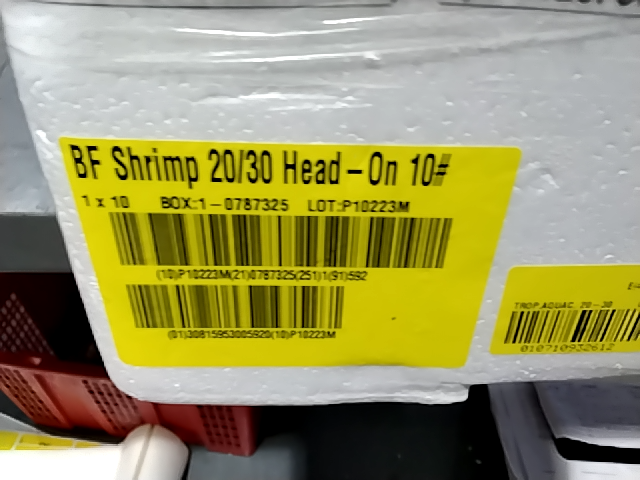 BF Shrimp 20/30 Head-On 10#
1 x 10 BOX:1-0787325 LOT:P10223M
(10)P10223M(21)0787325(251)1(91)592
(01)30815953005920(10)P10223M
TROP.AQUAC. 20-30
010710932612